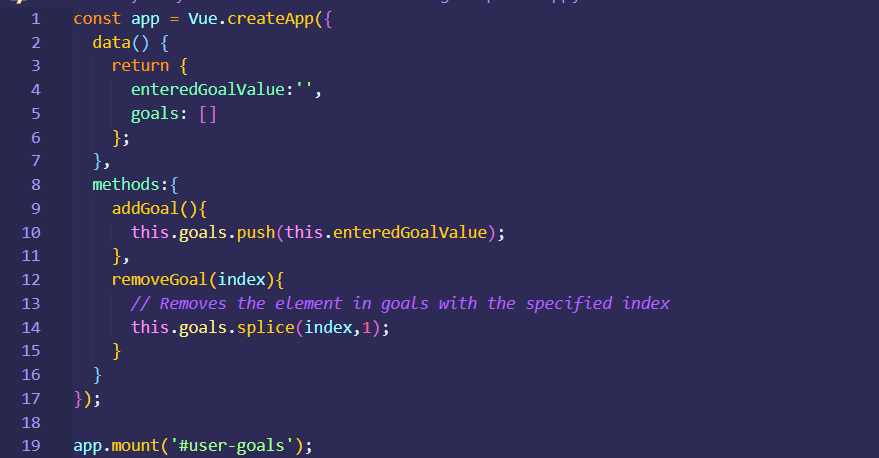 1 const app = Vue.createApp({
2 data() {
3 return {
4 enteredGoalValue:'',
5 goals: []
6 };
7 },
8 methods:{
9 addGoal(){
10 this.goals.push(this.enteredGoalValue);
11 },
12 removeGoal(index){
13 // Removes the element in goals with the specified index
14 this.goals.splice(index,1);
15 }
16 }
17 });
18
19 app.mount('#user-goals');